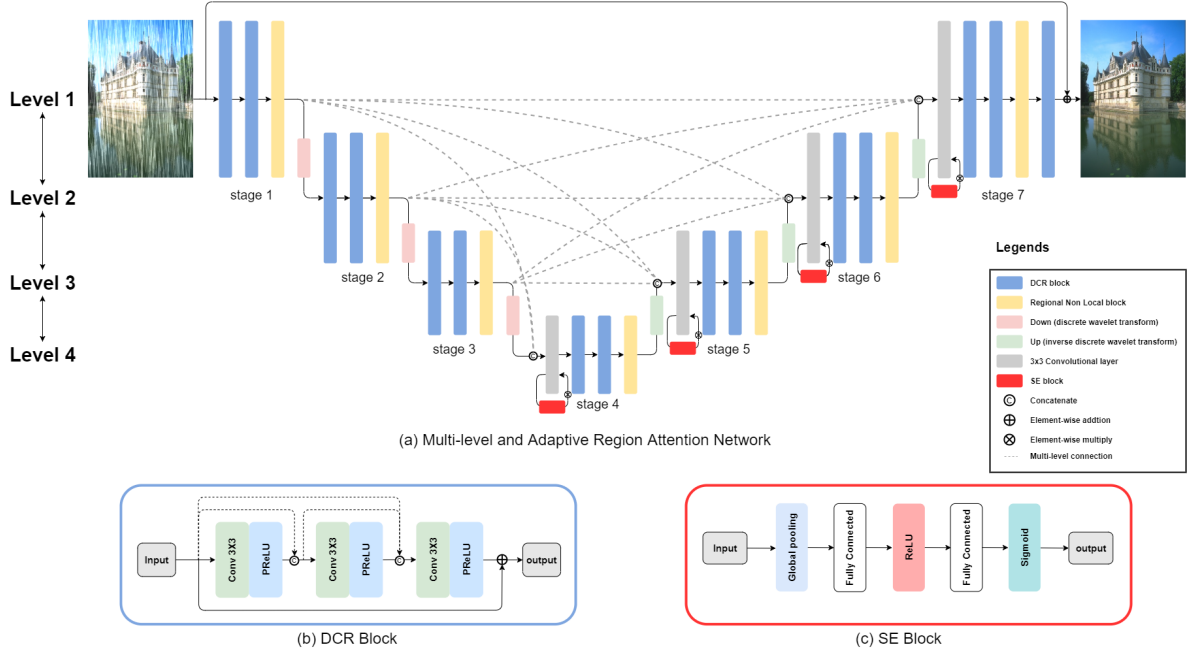 Level 1
Level 2
Level 3
Level 4
stage 1
stage 2
stage 3
stage 4
stage 5
stage 6
stage 7
C
C
C
C
Legends
DCR block
Regional Non Local block
Down (discrete wavelet transform)
Up (inverse discrete wavelet transform)
3x3 Convolutional layer
SE block
C Concatenate
Element-wise addtion
Element-wise multiply
Multi-level connection
(a) Multi-level and Adaptive Region Attention Network
Input
Conv 3X3
PReLU
C
Conv 3X3
PReLU
C
Conv 3X3
PReLU
output
(b) DCR Block
Input
Global pooling
Fully Connected
ReLU
Fully Connected
Sigmoid
output
(c) SE Block